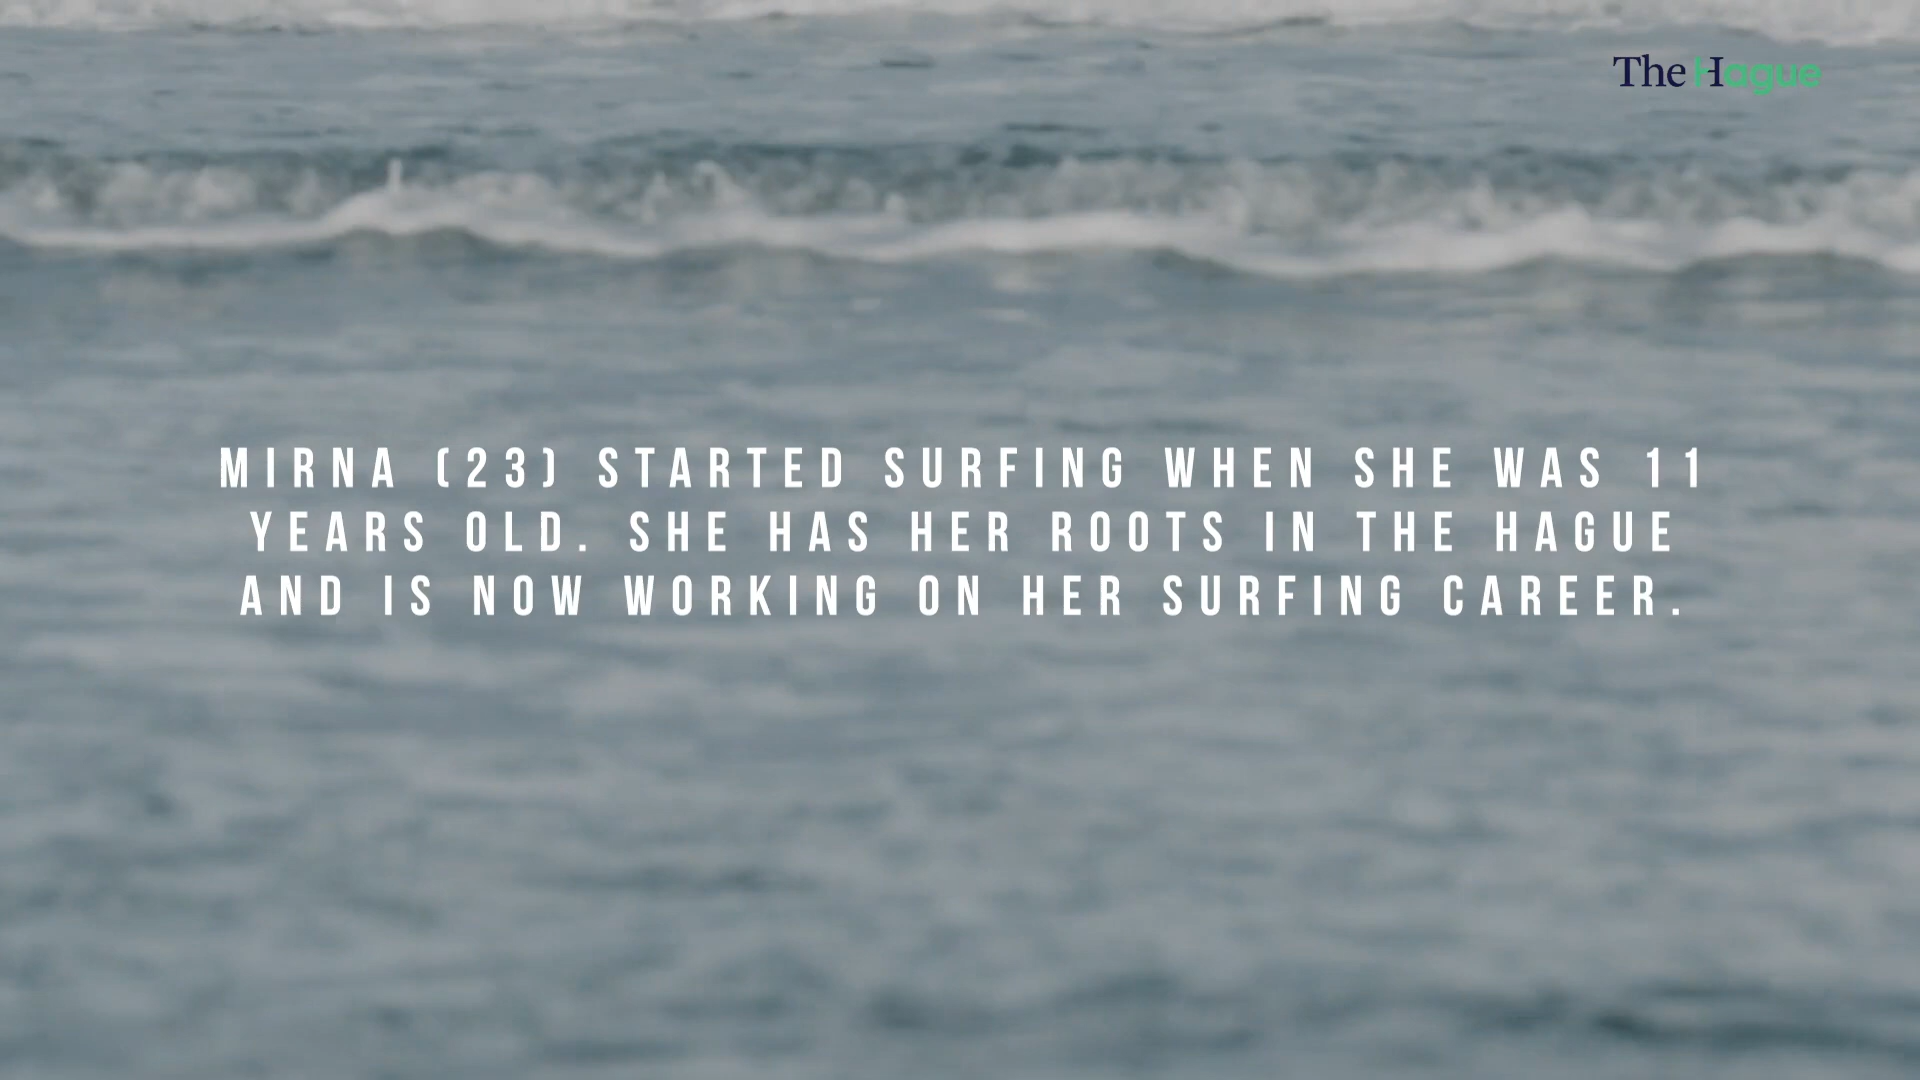 The Hague
MIRNA (23) STARTED SURFING WHEN SHE WAS 11
YEARS OLD. SHE HAS HER ROOTS IN THE HAGUE
AND IS NOW WORKING ON HER SURFING CAREER.